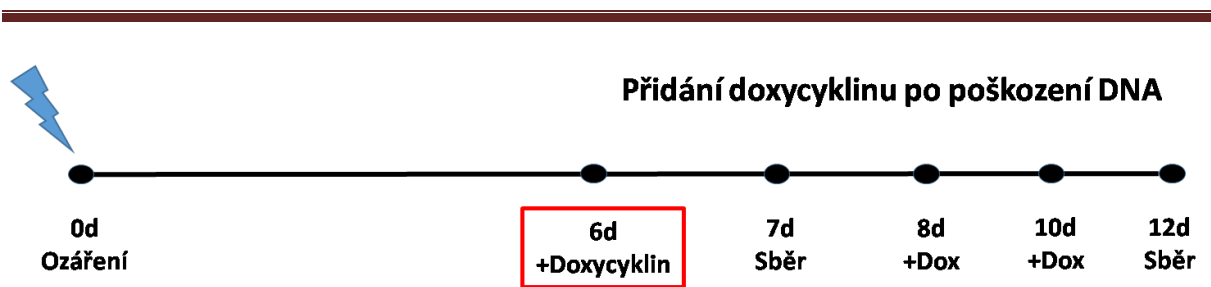 Přidání doxycyklinu po poškození DNA
0d
Ozáření
6d
+Doxycyklin
7d
Sběr
8d
+Dox
10d
+Dox
12d
Sběr